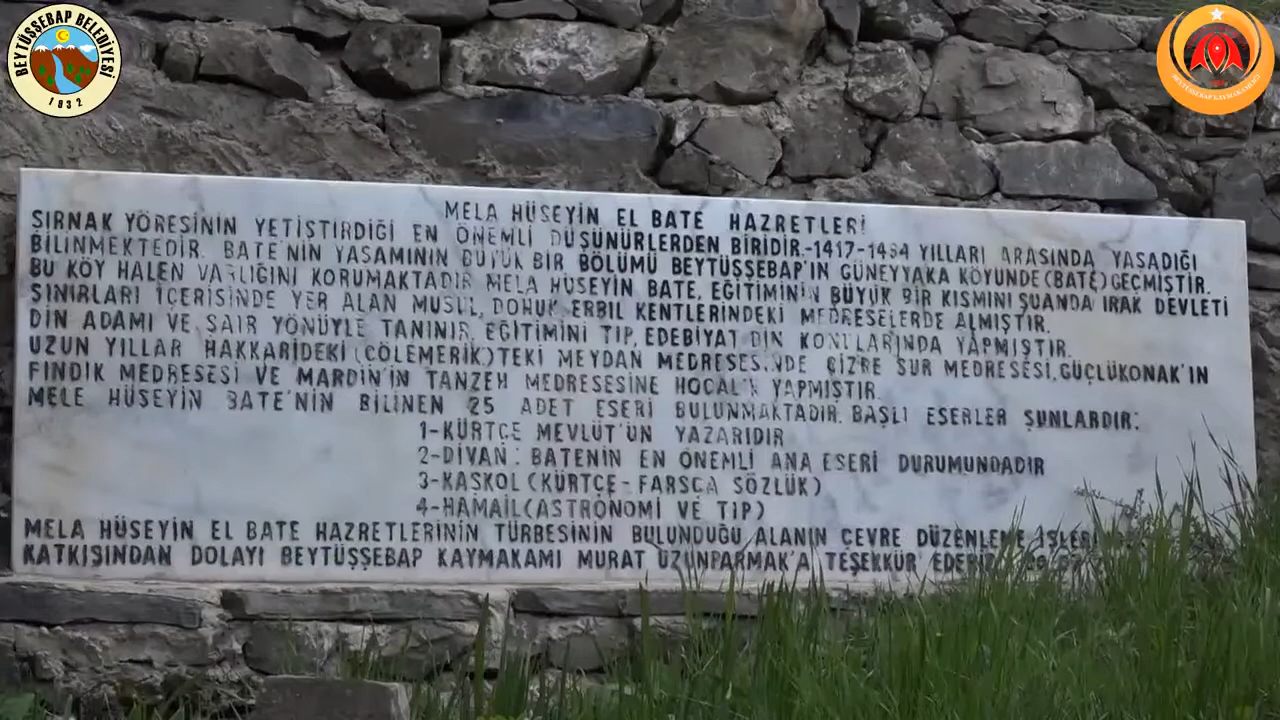 BEYTÜŞŞEBAP BELEDİYESİ
1832
BEYTÜŞŞEBAP KAYMAKAMLIĞI
MELA HÜSEYİN EL BATE HAZRETLERİ
ŞIRNAK YÖRESİNİN YETİŞTİRDİĞİ EN ÖNEMLİ DÜŞÜNÜRLERDEN BİRİDİR.-1417-1494 YILLARI ARASINDA YAŞADIĞI
BİLİNMEKTEDİR. BATE'NİN YAŞAMININ BÜYÜK BİR BÖLÜMÜ BEYTÜŞŞEBAP'IN GÜNEYYAKA KÖYÜNDE(BATE)GEÇMİŞTİR.
BU KÖY HALEN VARLIĞINI KORUMAKTADIR MELA HÜSEYİN BATE, EĞİTİMİNİN BÜYÜK BİR KISMINI ŞUANDA IRAK DEVLETİ
SINIRLARI İÇERİSİNDE YER ALAN MUSUL, DOHUK, ERBİL KENTLERİNDEKİ MEDRESELERDE ALMIŞTIR.
DİN ADAMI VE ŞAİR YÖNÜYLE TANINIR, EĞİTİMİNİ TIP, EDEBİYAT DİN KONULARINDA YAPMIŞTIR.
UZUN YILLAR HAKKARİDEKİ(ÇÖLEMERİK)TEKİ MEYDAN MEDRESESİNDE CİZRE SUR MEDRESESİ, GÜÇLÜKONAK'IN
FINDIK MEDRESESİ VE MARDİN'İN TANZEH MEDRESESİNE HOCALIK YAPMIŞTIR.
MELE HÜSEYİN BATE'NİN BİLİNEN 25 ADET ESERİ BULUNMAKTADIR. BAŞLI ESERLER ŞUNLARDIR:
1-KÜRTÇE MEVLÜT'ÜN YAZARIDIR
2-DİVAN: BATENİN EN ÖNEMLİ ANA ESERİ DURUMUNDADIR
3-KAŞKOL(KÜRTÇE-FARSÇA SÖZLÜK)
4-HAMAİL(ASTRONOMİ VE TIP)
MELA HÜSEYİN EL BATE HAZRETLERİNİN TÜRBESİNİN BULUNDUĞU ALANIN ÇEVRE DÜZENLEME
KATKISINDAN DOLAYI BEYTÜŞŞEBAP KAYMAKAMI MURAT UZUNPARMAK'A TEŞEKKÜR